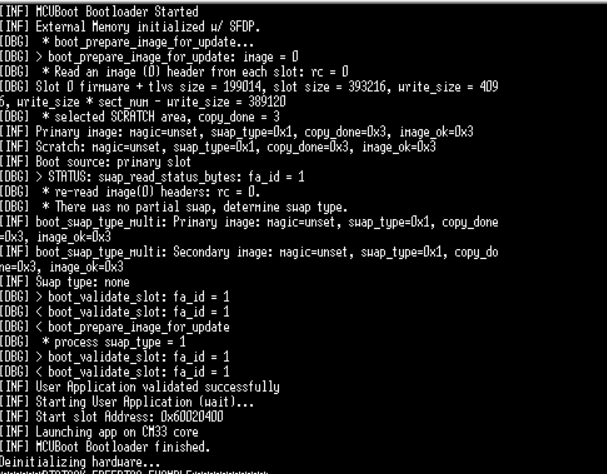 [INF] MCUBoot Bootloader Started
[INF] External Memory initialized w/ SFDP.
[DBG]  * boot_prepare_image_for_update...
[DBG] > boot_prepare_image_for_update: image = 0
[DBG]  * Read an image (0) header from each slot: rc = 0
[DBG] Slot 0 firmware + tlvs size = 199014, slot size = 393216, write_size = 409
6, write_size * sect_num - write_size = 389120
[DBG]  * selected SCRATCH area, copy_done = 3
[INF] Primary image: magic=unset, swap_type=0x1, copy_done=0x3, image_ok=0x3
[INF] Scratch: magic=unset, swap_type=0x1, copy_done=0x3, image_ok=0x3
[INF] Boot source: primary slot
[DBG] > STATUS: swap_read_status_bytes: fa_id = 1
[DBG]  * re-read image(0) headers: rc = 0.
[DBG]  * There was no partial swap, determine swap type.
[INF] boot_swap_type_multi: Primary image: magic=unset, swap_type=0x1, copy_done
=0x3, image_ok=0x3
[INF] boot_swap_type_multi: Secondary image: magic=unset, swap_type=0x1, copy_do
ne=0x3, image_ok=0x3
[INF] Swap type: none
[DBG] > boot_validate_slot: fa_id = 1
[DBG] < boot_validate_slot: fa_id = 1
[DBG] < boot_prepare_image_for_update
[DBG]  * process swap_type = 1
[DBG] > boot_validate_slot: fa_id = 1
[DBG] < boot_validate_slot: fa_id = 1
[INF] User Application validated successfully
[INF] Starting User Application (wait)...
[INF] Start slot Address: 0x60020400
[INF] Launching app on CM33 core
[INF] MCUBoot Bootloader finished.
Deinitializing hardware...